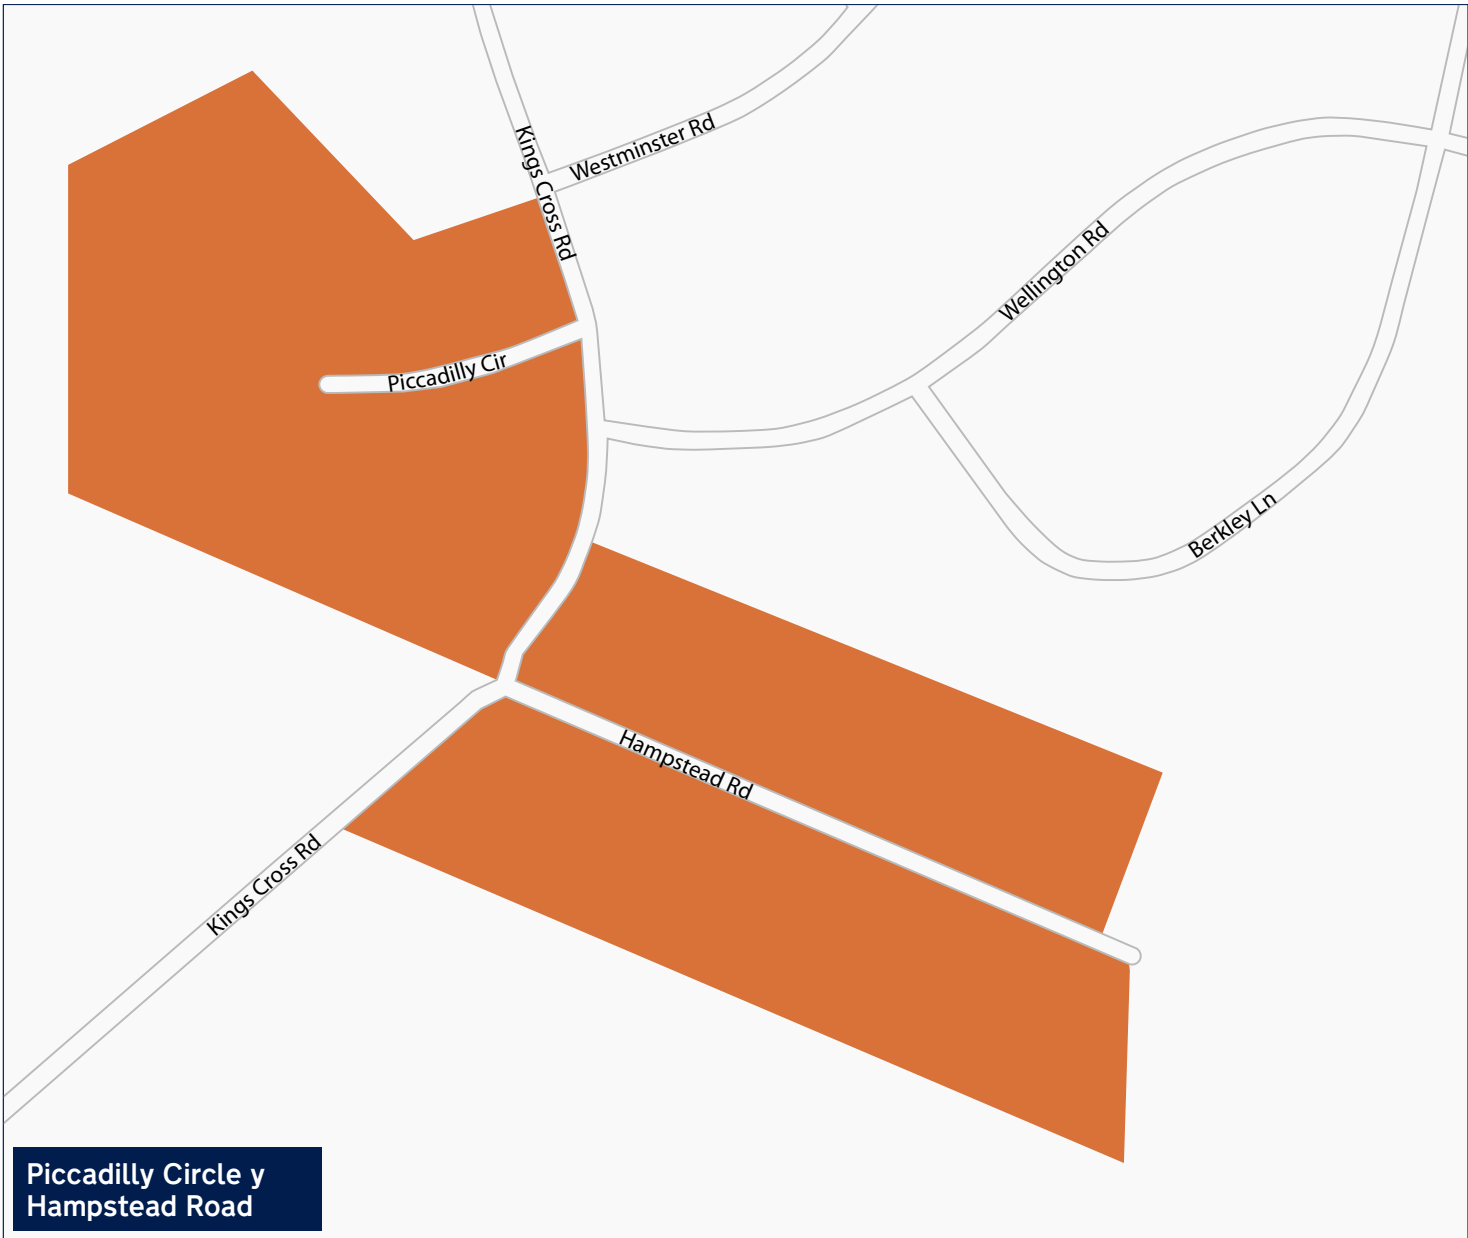 Kings Cross Rd
Westminster Rd
Wellington Rd
Piccadilly Cir
Berkley Ln
Hampstead Rd
Kings Cross Rd
Piccadilly Circle y
Hampstead Road